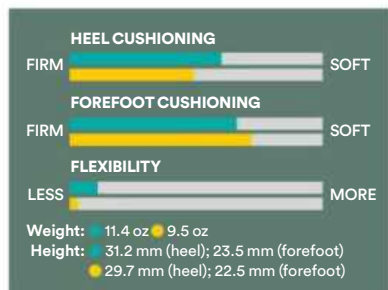 HEEL CUSHIONING
FIRM SOFT
FOREFOOT CUSHIONING
FIRM SOFT
FLEXIBILITY
LESS MORE
Weight: 11.4 oz 9.5 oz
Height: 31.2 mm (heel); 23.5 mm (forefoot)
29.7 mm (heel); 22.5 mm (forefoot)